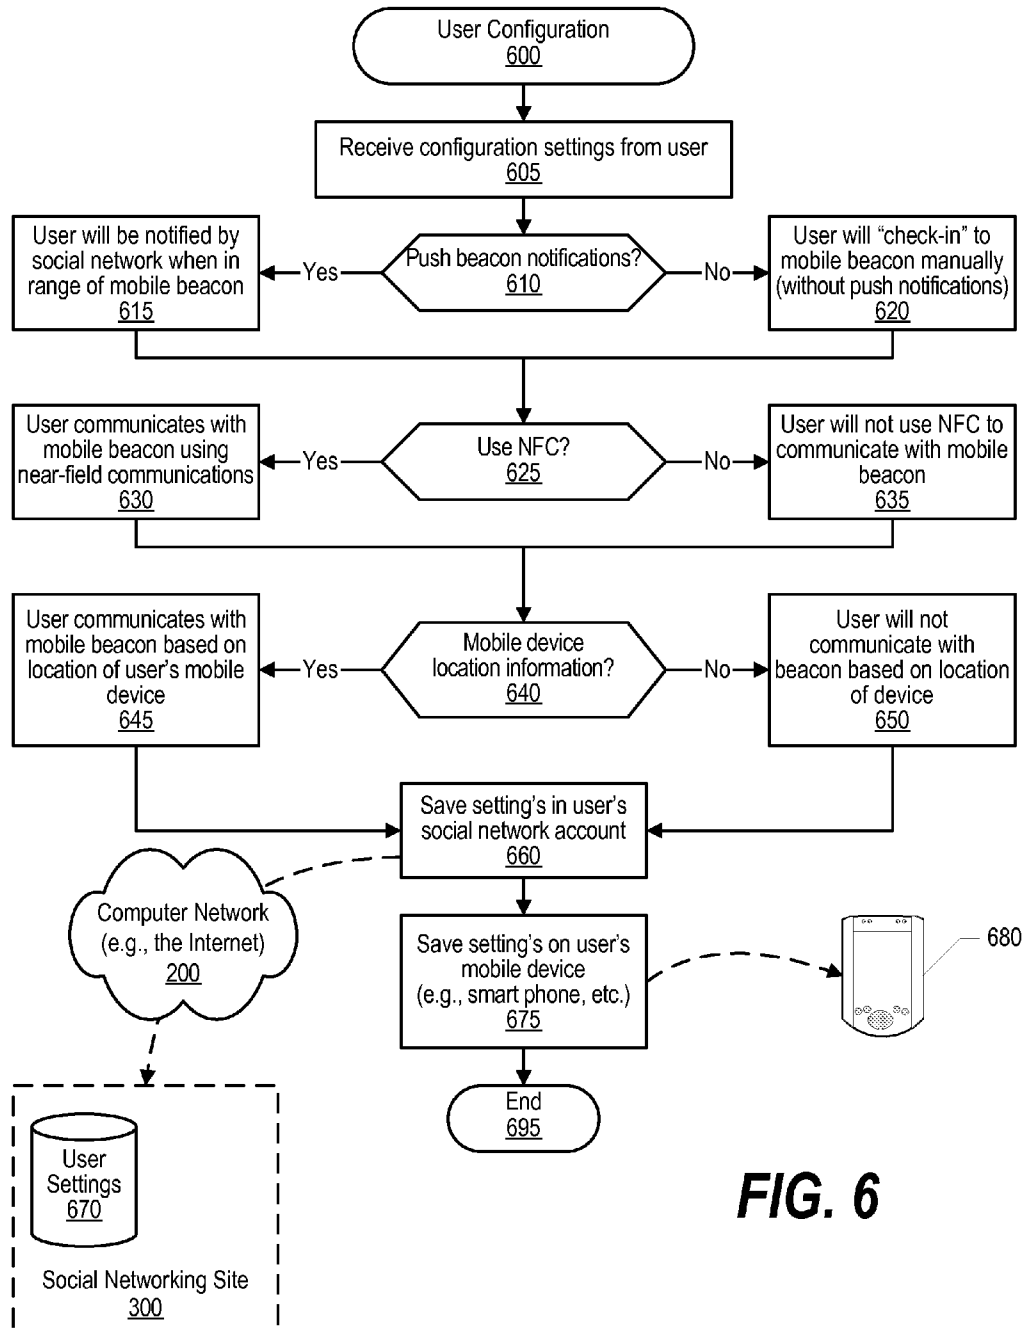 User Configuration
600
Receive configuration settings from user
605
User will be notified by
social network when in
range of mobile beacon
615
Yes
Push beacon notifications?
610
No
User will “check-in” to
mobile beacon manually
(without push notifications)
620
User communicates with
mobile beacon using
near-field communications
630
Yes
Use NFC?
625
No
User will not use NFC to
communicate with mobile
beacon
635
User communicates with
mobile beacon based on
location of user’s mobile
device
645
Yes
Mobile device
location information?
640
No
User will not
communicate with
beacon based on location
of device
650
Save setting’s in user’s
social network account
660
Computer Network
(e.g., the Internet)
200
Save setting’s on user’s
mobile device
(e.g., smart phone, etc.)
675
680
End
695
User
Settings
670
Social Networking Site
300
FIG. 6